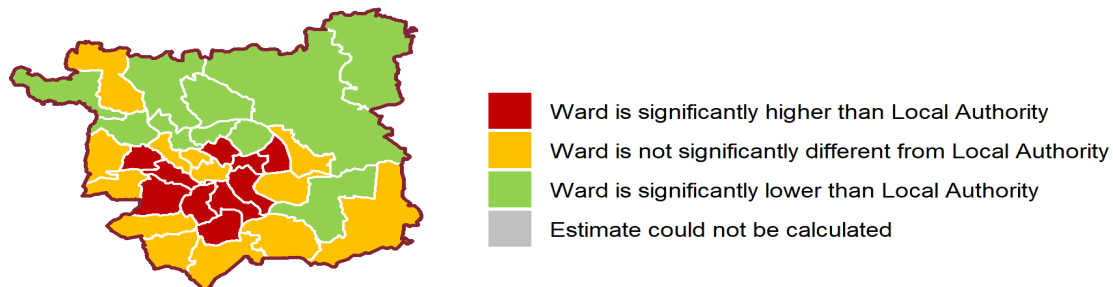 Ward is significantly higher than Local Authority
Ward is not significantly different from Local Authority
Ward is significantly lower than Local Authority
Estimate could not be calculated